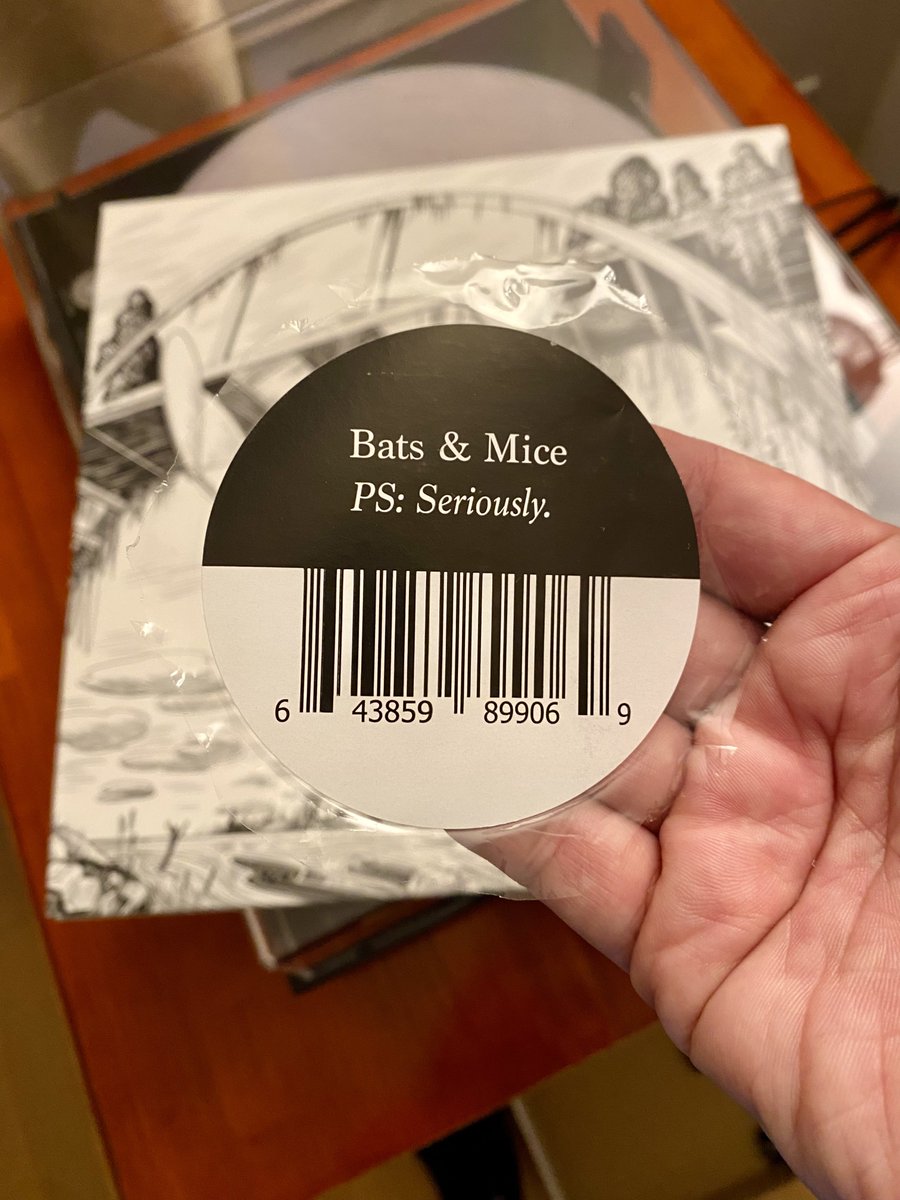 Bats & Mice
PS: Seriously.
6 43859 89906 9